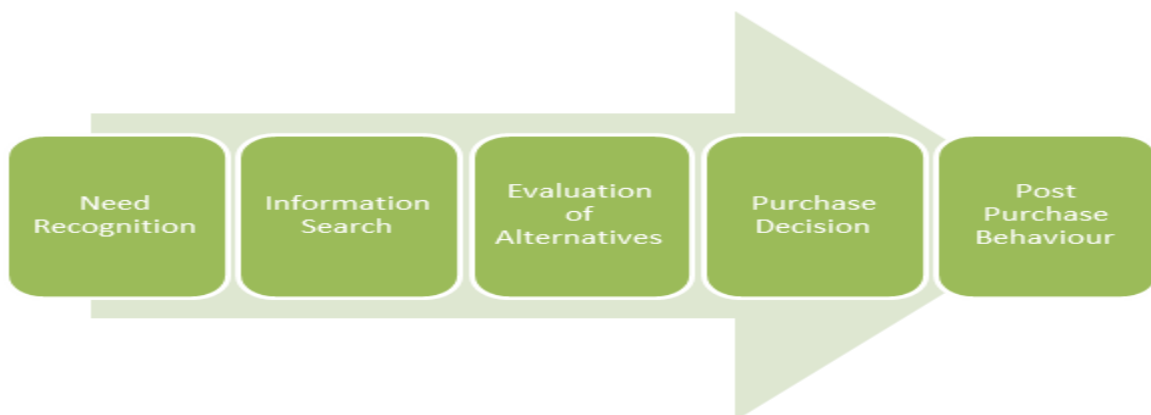 Need
Recognition
Information
Search
Evaluation
of
Alternatives
Purchase
Decision
Post
Purchase
Behaviour